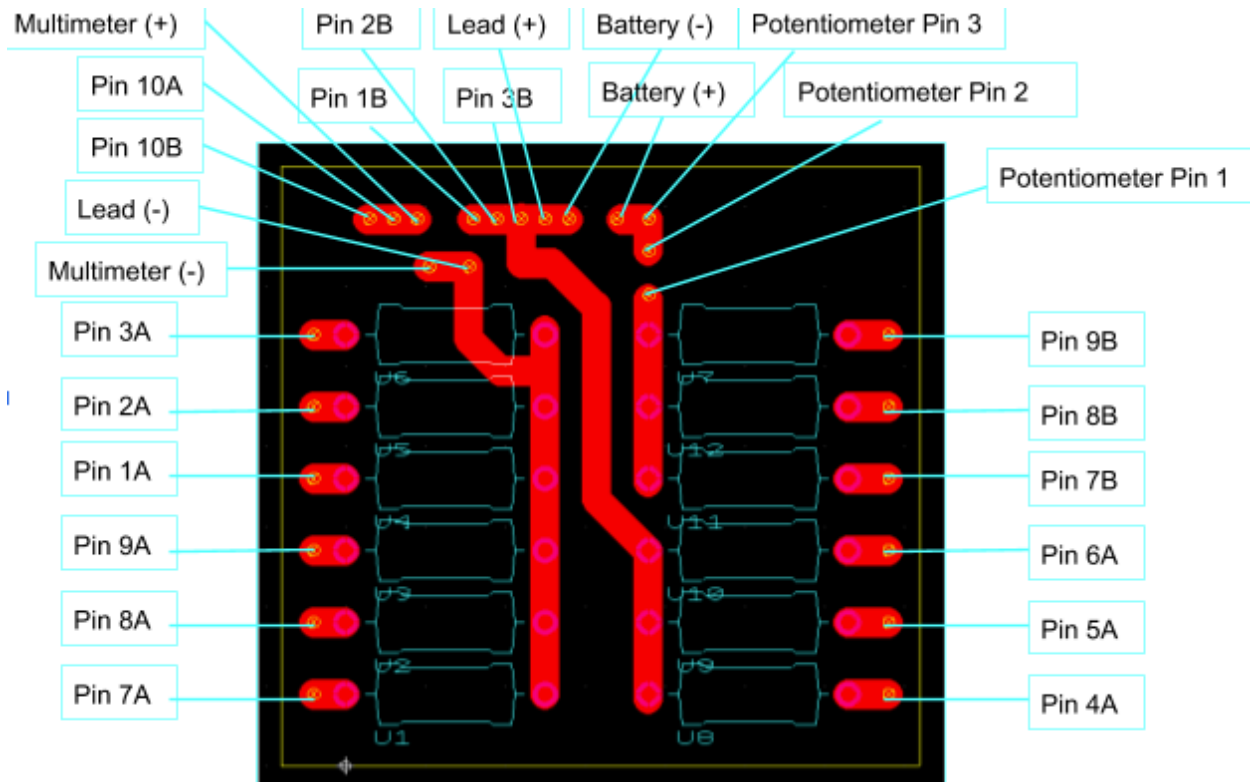 Multimeter (+)
Pin 2B
Lead (+)
Battery (-)
Potentiometer Pin 3
Pin 10A
Pin 1B
Pin 3B
Battery (+)
Potentiometer Pin 2
Pin 10B
Potentiometer Pin 1
Lead (-)
Multimeter (-)
Pin 3A
Pin 9B
U6
U7
Pin 2A
Pin 8B
U5
U12
Pin 1A
Pin 7B
U4
U11
Pin 9A
Pin 6A
U3
U10
Pin 8A
Pin 5A
U2
U9
Pin 7A
Pin 4A
U1
U8